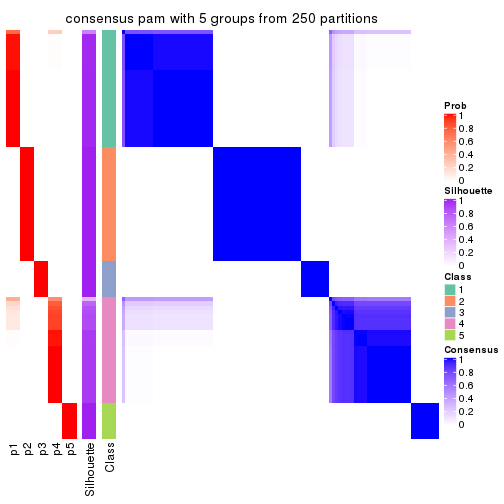 consensus pam with 5 groups from 250 partitions
Prob
1
0.8
0.6
0.4
0.2
0
Silhouette
1
0.8
0.6
0.4
0.2
0
Class
1
2
3
4
5
Consensus
1
0.8
0.6
0.4
0.2
0
p1
p2
p3
p4
p5
Silhouette
Class